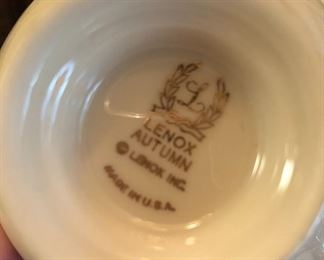 L
LENOX
AUTUMN
© LENOX INC.
MADE IN U.S.A.